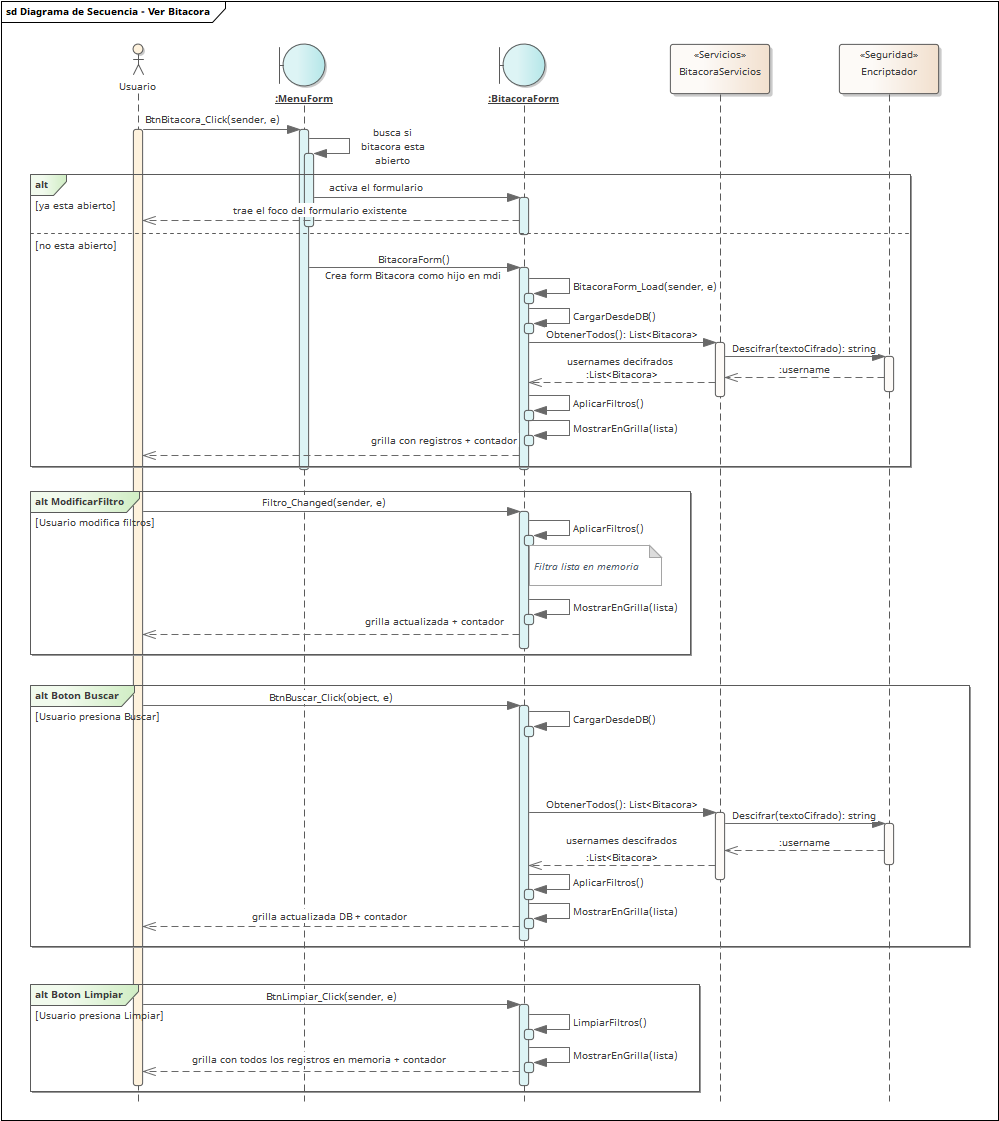 sd Diagrama de Secuencia - Ver Bitacora
Usuario
:MenuForm
:BitacoraForm
«Servicios»
BitacoraServicios
«Seguridad»
Encriptador
BtnBitacora_Click(sender, e)
busca si
bitacora esta
abierto
alt
[ya esta abierto]
activa el formulario
trae el foco del formulario existente
[no esta abierto]
BitacoraForm()
Crea form Bitacora como hijo en mdi
BitacoraForm_Load(sender, e)
CargarDesdeDB()
ObtenerTodos(): List<Bitacora>
Descifrar(textoCifrado): string
usernames decifrados
:List<Bitacora>
:username
AplicarFiltros()
MostrarEnGrilla(lista)
grilla con registros + contador
alt ModificarFiltro
[Usuario modifica filtros]
Filtro_Changed(sender, e)
AplicarFiltros()
Filtra lista en memoria
MostrarEnGrilla(lista)
grilla actualizada + contador
alt Boton Buscar
[Usuario presiona Buscar]
BtnBuscar_Click(object, e)
CargarDesdeDB()
ObtenerTodos(): List<Bitacora>
Descifrar(textoCifrado): string
usernames descifrados
:List<Bitacora>
:username
AplicarFiltros()
MostrarEnGrilla(lista)
grilla actualizada DB + contador
alt Boton Limpiar
[Usuario presiona Limpiar]
BtnLimpiar_Click(sender, e)
LimpiarFiltros()
MostrarEnGrilla(lista)
grilla con todos los registros en memoria + contador